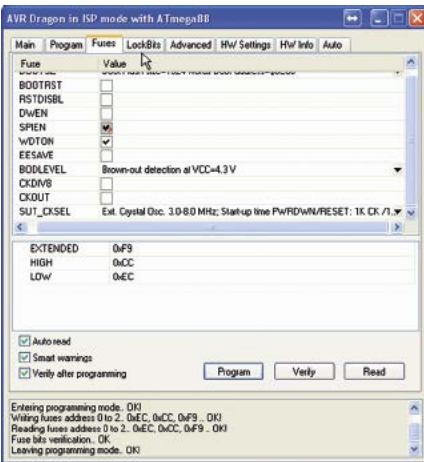 AVR Dragon in ISP mode with ATmega88
Main Program Fuses LockBits Advanced HW Settings HW Info Auto
Fuse Value
BOOTRST
RSTDISBL
DWEN
SPIEN
WDTON
EESAVE
BODLEVEL Brown-out detection at VCC=4.3 V
CKDIV8
CKOUT
SUT_CKSEL Ext. Crystal Osc. 3.0-8.0 MHz; Start-up time PWRDWN/RESET: 1K CK /1..
EXTENDED 0xF9
HIGH 0xCC
LOW 0xEC
Auto read
Smart warnings
Verify after programming
Program Verify Read
Entering programming mode.. OK!
Writing fuses address 0 to 2.. 0xEC, 0xCC, 0xF9 .. OK!
Reading fuses address 0 to 2.. 0xEC, 0xCC, 0xF9 .. OK!
Fuse bits verification.. OK
Leaving programming mode.. OK!